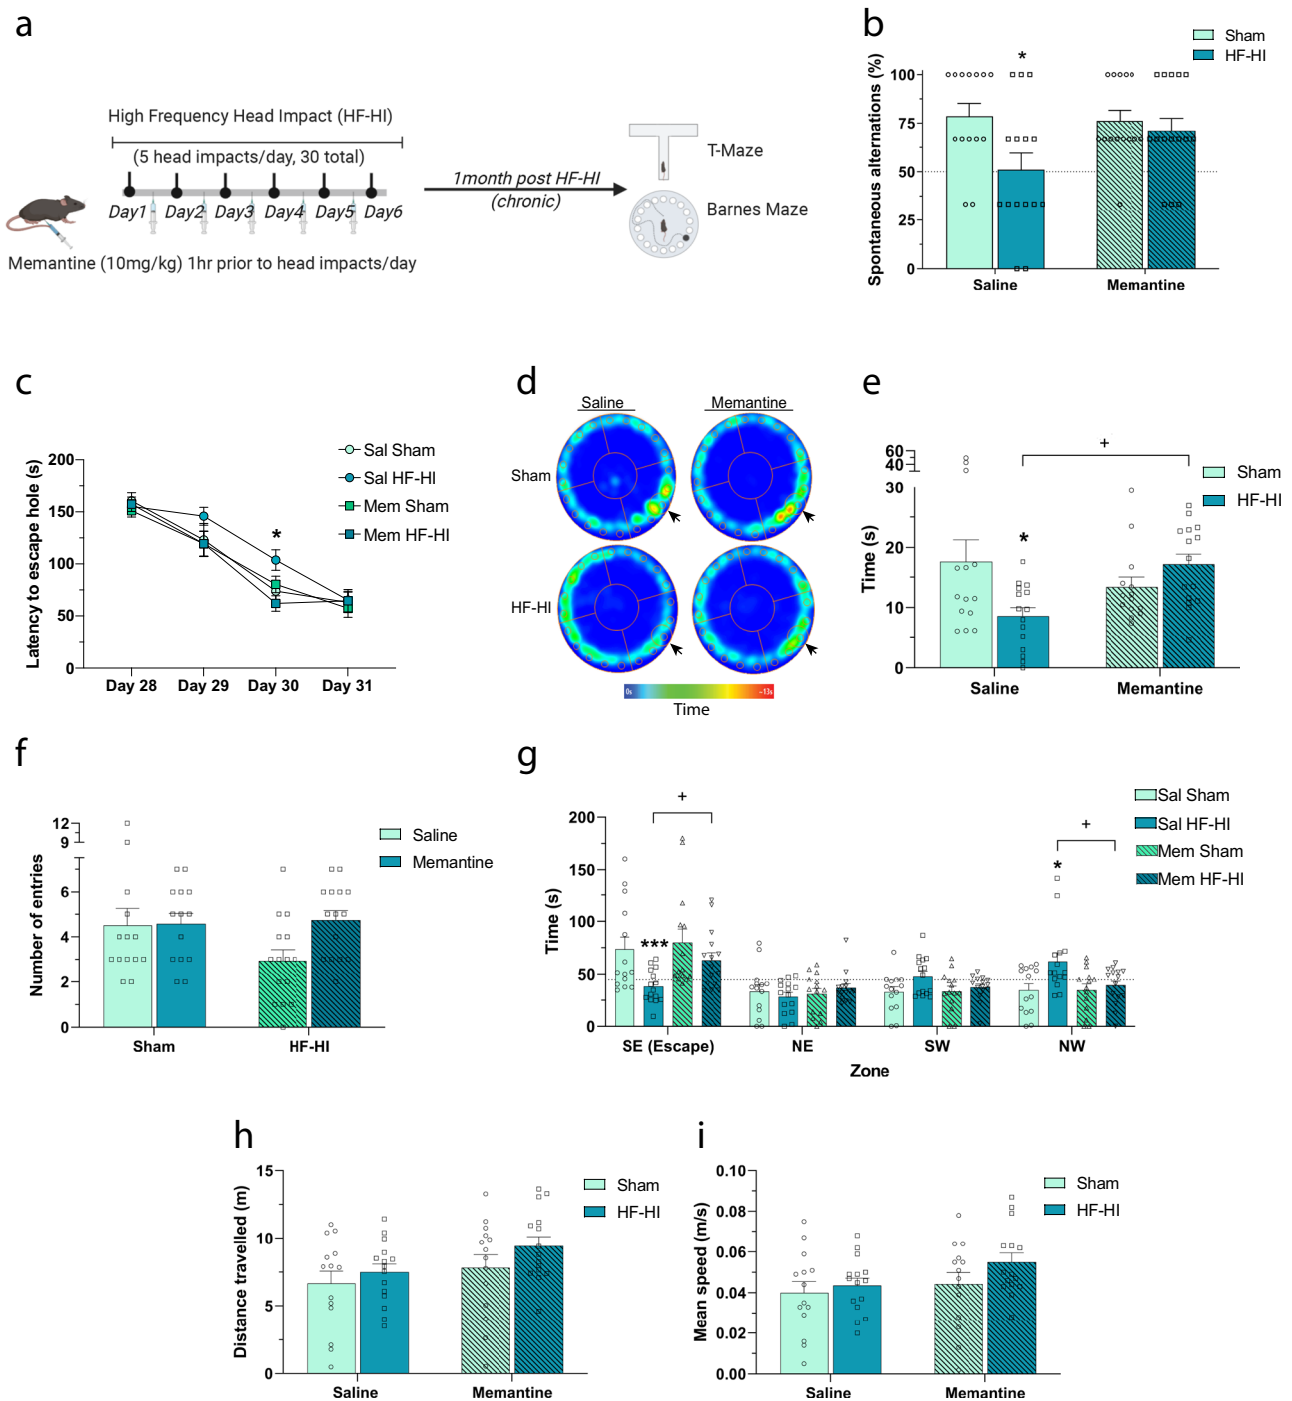 a
High Frequency Head Impact (HF-HI)
(5 head impacts/day, 30 total)
Day1 Day2 Day3 Day4 Day5 Day6
Memantine (10mg/kg) 1hr prior to head impacts/day
1month post HF-HI
(chronic)
T-Maze
Barnes Maze
b
Sham
HF-HI
Spontaneous alternations (%)
100
75
50
25
0
*
Saline Memantine
c
Latency to escape hole (s)
200
150
100
50
0
*
Sal Sham
Sal HF-HI
Mem Sham
Mem HF-HI
Day 28 Day 29 Day 30 Day 31
d
Saline Memantine
Sham
HF-HI
0s ~13s
Time
e
Time (s)
60
40
30
20
10
0
+
*
Sham
HF-HI
Saline Memantine
f
Number of entries
12
9
6
4
2
0
Saline
Memantine
Sham HF-HI
g
Time (s)
200
150
100
50
0
+
***
+
*
Sal Sham
Sal HF-HI
Mem Sham
Mem HF-HI
SE (Escape) NE SW NW
Zone
h
Distance travelled (m)
15
10
5
0
Sham
HF-HI
Saline Memantine
i
Mean speed (m/s)
0.10
0.08
0.06
0.04
0.02
0.00
Sham
HF-HI
Saline Memantine